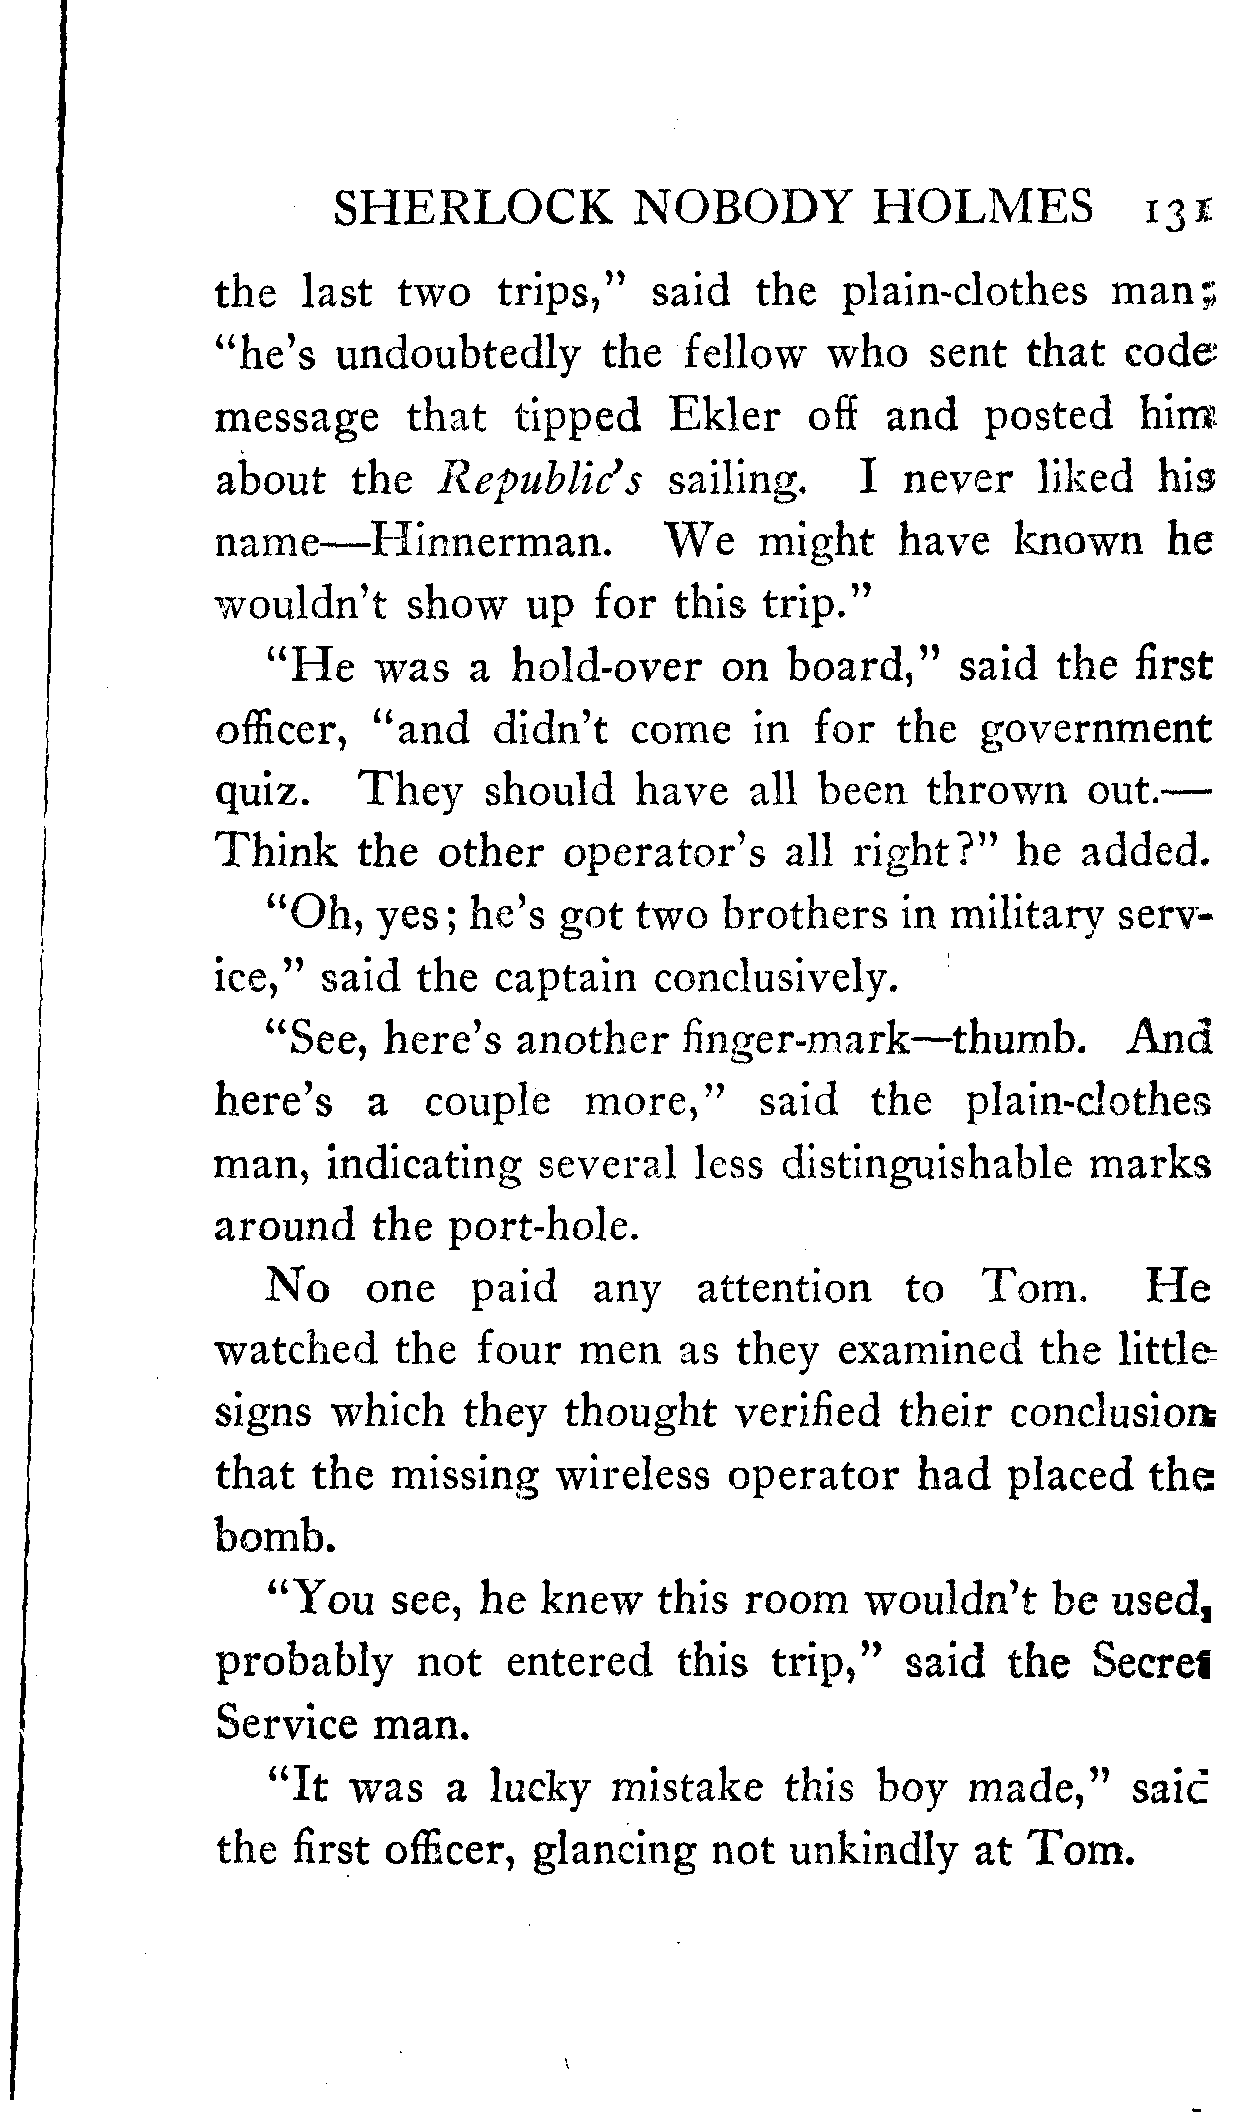 SHERLOCK NOBODY HOLMES 131
the last two trips,” said the plain-clothes man;
“he’s undoubtedly the fellow who sent that code
message that tipped Ekler off and posted him
about the Republic’s sailing. I never liked his
name—Hinnerman. We might have known he
wouldn’t show up for this trip.”
“He was a hold-over on board,” said the first
officer, “and didn’t come in for the government
quiz. They should have all been thrown out.—
Think the other operator’s all right?” he added.
“Oh, yes; he’s got two brothers in military serv-
ice,” said the captain conclusively.
“See, here’s another finger-mark—thumb. And
here’s a couple more,” said the plain-clothes
man, indicating several less distinguishable marks
around the port-hole.
No one paid any attention to Tom. He
watched the four men as they examined the little
signs which they thought verified their conclusion
that the missing wireless operator had placed the
bomb.
“You see, he knew this room wouldn’t be used,
probably not entered this trip,” said the Secret
Service man.
“It was a lucky mistake this boy made,” said
the first officer, glancing not unkindly at Tom.